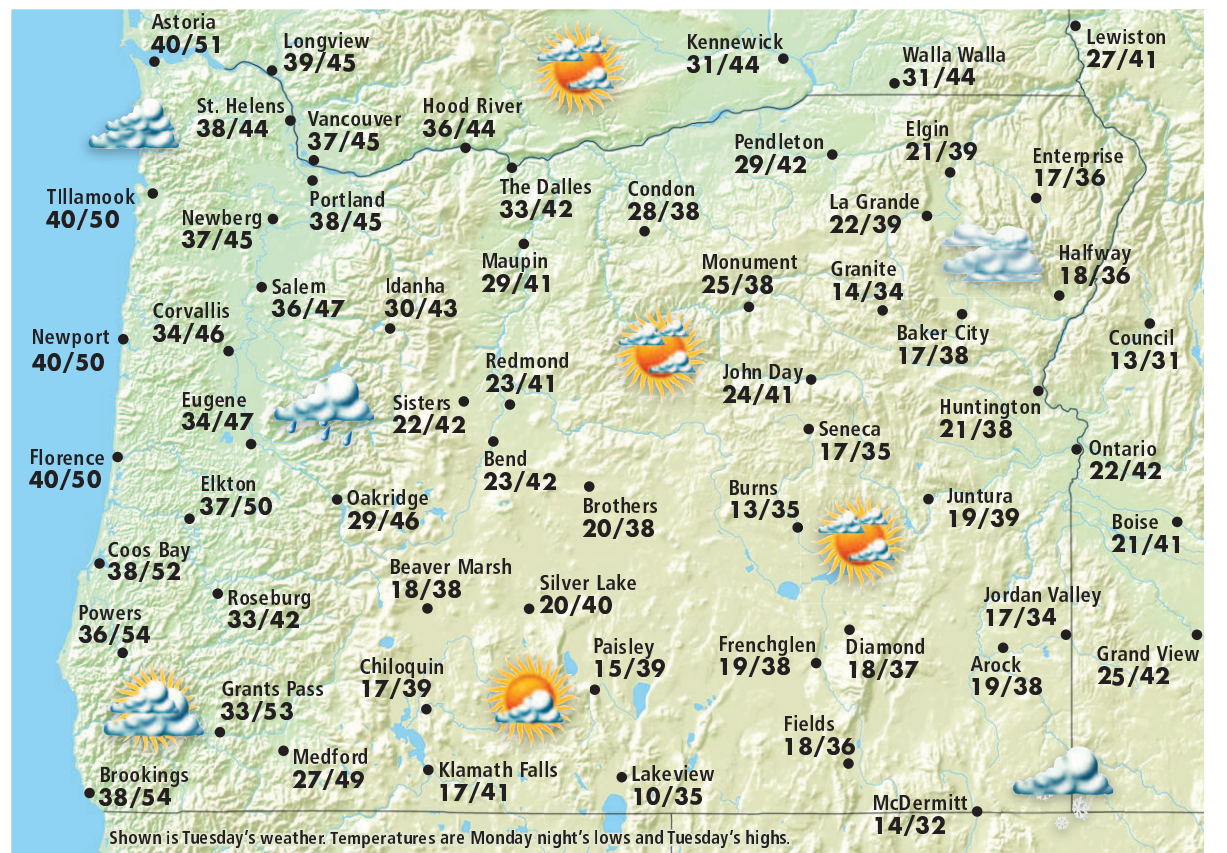 Astoria
40/51
Longview
39/45
Kennewick
31/44
Walla Walla
31/44
Lewiston
27/41
St. Helens
38/44
Vancouver
37/45
Hood River
36/44
Pendleton
29/42
Elgin
21/39
Enterprise
17/36
TIllamook
40/50
Newberg
37/45
Portland
38/45
The Dalles
33/42
Condon
28/38
La Grande
22/39
Maupin
29/41
Monument
25/38
Granite
14/34
Halfway
18/36
Salem
36/47
Idanha
30/43
Corvallis
34/46
Newport
40/50
Baker City
17/38
Council
13/31
Redmond
23/41
John Day
24/41
Eugene
34/47
Sisters
22/42
Huntington
21/38
Seneca
17/35
Florence
40/50
Bend
23/42
Ontario
22/42
Elkton
37/50
Oakridge
29/46
Brothers
20/38
Burns
13/35
Juntura
19/39
Boise
21/41
Coos Bay
38/52
Beaver Marsh
18/38
Silver Lake
20/40
Roseburg
33/42
Powers
36/54
Jordan Valley
17/34
Paisley
15/39
Frenchglen
19/38
Diamond
18/37
Arock
19/38
Grand View
25/42
Chiloquin
17/39
Grants Pass
33/53
Fields
18/36
Medford
27/49
Klamath Falls
17/41
Lakeview
10/35
Brookings
38/54
McDermitt
14/32
Shown is Tuesday’s weather. Temperatures are Monday night’s lows and Tuesday’s highs.